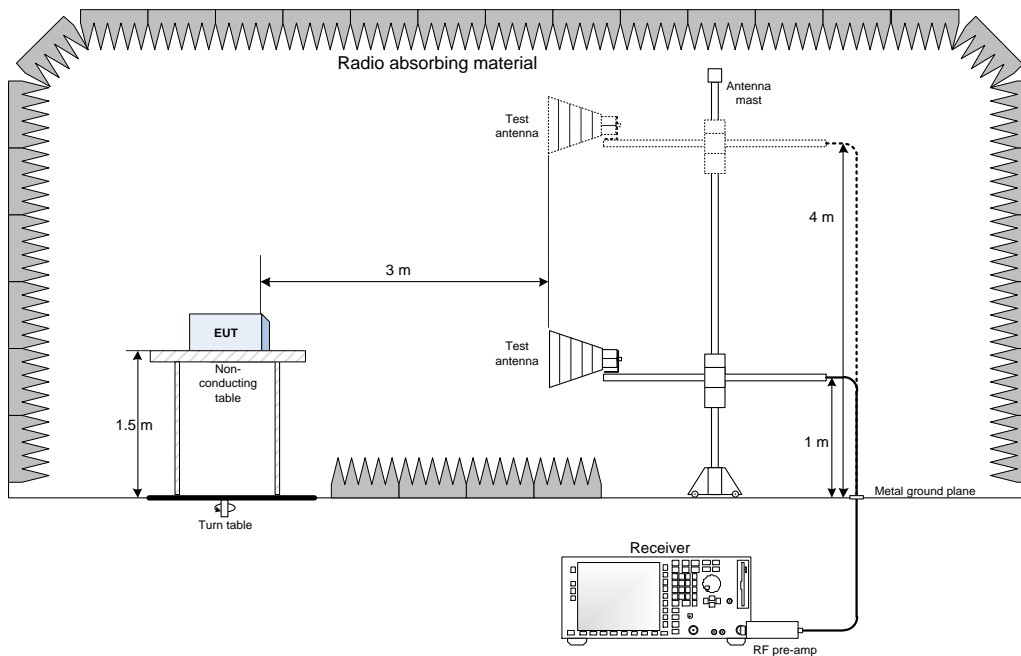 Radio absorbing material
Antenna
mast
Test
antenna
4 m
3 m
EUT
Test
antenna
Non-
conducting
table
1.5 m
1 m
Metal ground plane
Turn table
Receiver
RF pre-amp